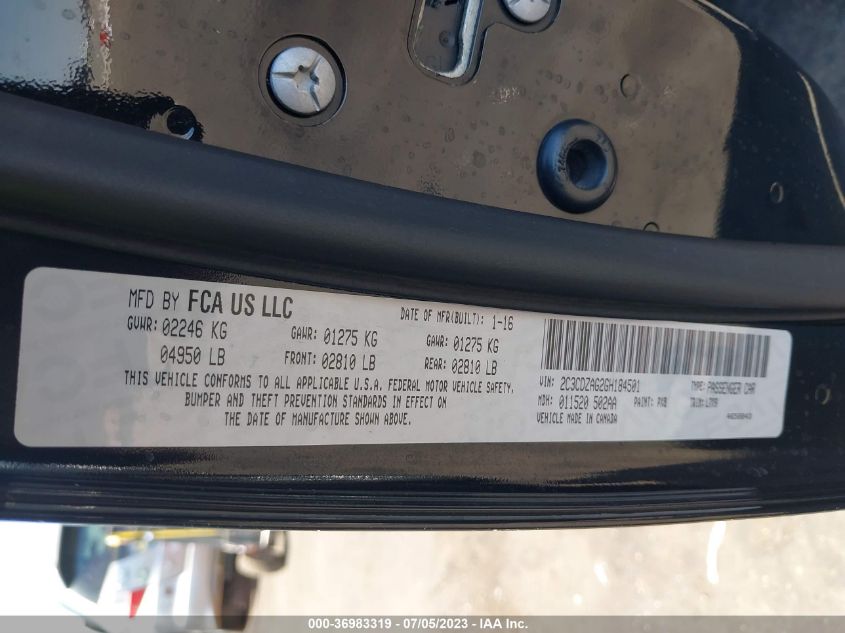 MFD BY FCA US LLC
DATE OF MFR(BUILT): 1-16
GVWR: 02246 KG
GAWR: 01275 KG
GAWR: 01275 KG
04950 LB
FRONT: 02810 LB
REAR: 02810 LB
THIS VEHICLE CONFORMS TO ALL APPLICABLE U.S.A. FEDERAL MOTOR VEHICLE SAFETY,
BUMPER AND THEFT PREVENTION STANDARDS IN EFFECT ON
THE DATE OF MANUFACTURE SHOWN ABOVE.
VIN: 2C3CDZAG2GH184501
TYPE: PASSENGER CAR
MDH: 011520 502AA
PAINT: PX8
TRIM:
VEHICLE MADE IN CANADA
000-36983319 - 07/05/2023 - © IAA Inc.